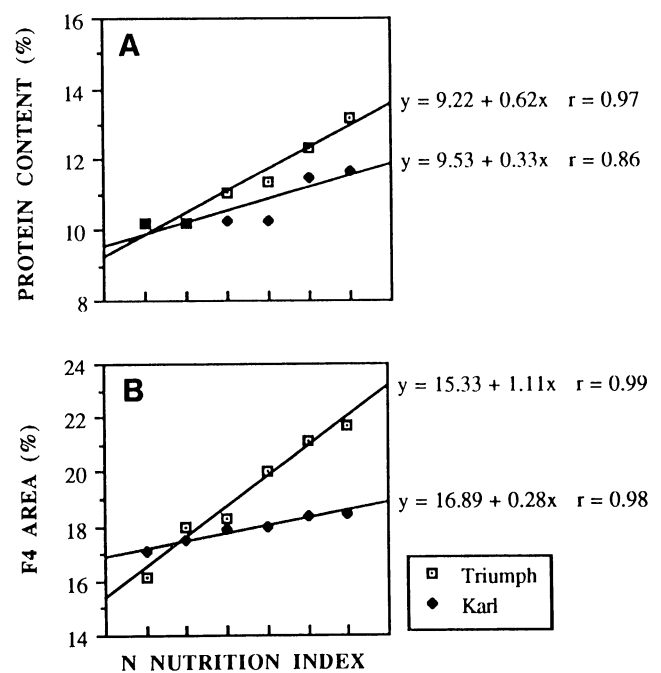 A
PROTEIN CONTENT (%)
16
14
12
10
8
y = 9.22 + 0.62x r = 0.97
y = 9.53 + 0.33x r = 0.86
B
F4 AREA (%)
24
22
20
18
16
14
y = 15.33 + 1.11x r = 0.99
y = 16.89 + 0.28x r = 0.98
Triumph
Karl
N NUTRITION INDEX